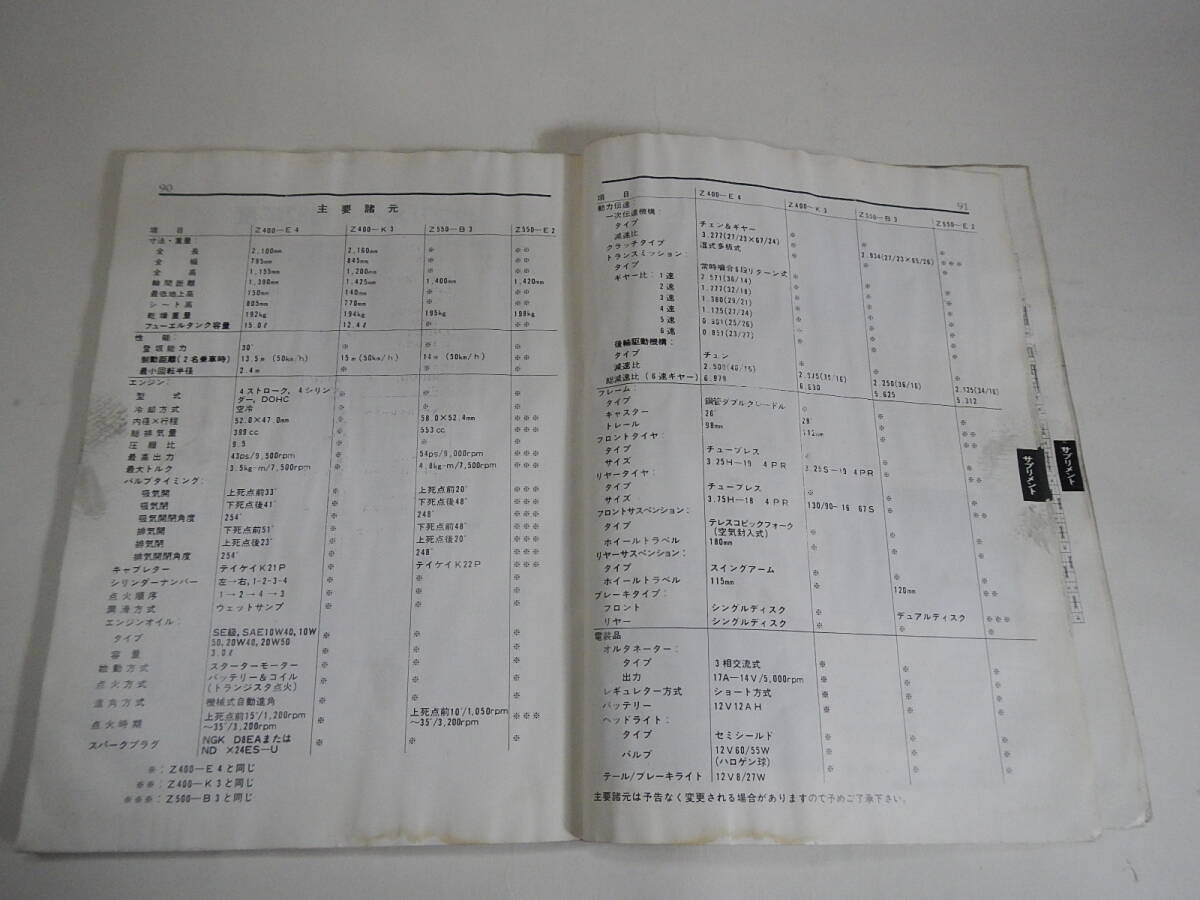 90
主要諸元
項目 Z400-E4 Z400-K3 Z550-B3 Z550-E2
寸法・重量:
全長 2,100mm 2,160mm ※ ※※
全幅 785mm 845mm ※ ※※
全高 1,155mm 1,200mm ※ ※※
軸間距離 1,390mm 1,425mm 1,400mm 1,420mm
最低地上高 150mm 140mm ※ ※
シート高 805mm 770mm ※ ※※
乾燥重量 192kg 194kg 195kg 198kg
フューエルタンク容量 15.0ℓ 12.4ℓ ※ ※※
性能:
登坂能力 30° ※ ※ ※
制動距離(2名乗車時) 13.5m (50km/h) 15m (50km/h) 14m (50km/h) ※※
最小回転半径 2.4m ※ ※ ※
エンジン:
型式 4ストローク, 4シリン ※ ※ ※
ダー, DOHC
冷却方式 空冷 ※ ※ ※
内径×行程 52.0×47.0mm ※ 58.0×52.4mm ※※※
総排気量 399cc ※ 553cc ※※※
圧縮比 9.5 ※ ※ ※
最高出力 43ps/9,500rpm ※ 54ps/9,000rpm ※※※
最大トルク 3.5kg-m/7,500rpm ※ 4.8kg-m/7,500rpm ※※※
バルブタイミング:
吸気開 上死点前33° ※ 上死点前20° ※※※
吸気閉 下死点後41° ※ 下死点後48° ※※※
吸気開閉角度 254° ※ 248° ※※※
排気開 下死点前51° ※ 下死点前48° ※※※
排気閉 上死点後23° ※ 上死点後20° ※※※
排気開閉角度 254° ※ 248° ※※※
キャブレター テイケイK21P ※ テイケイK22P ※※※
シリンダーナンバー 左→右, 1-2-3-4 ※ ※ ※
点火順序 1→2→4→3 ※ ※ ※
潤滑方式 ウェットサンプ ※ ※ ※
エンジンオイル:
タイプ SE級, SAE10W40, 10W ※ ※ ※
50, 20W40, 20W50
容量 3.0ℓ ※ ※ ※
始動方式 スターターモーター ※ ※ ※
点火方式 バッテリー&コイル ※ ※ ※
(トランジスタ点火)
進角方式 機械式自動進角 ※ ※ ※
点火時期 上死点前15°/1,200rpm ※ 上死点前10°/1,050rpm ※※※
〜35°/3,200rpm 〜35°/3,200rpm
スパークプラグ NGK D8EAまたは ※ ※ ※
ND X24ES-U
※:Z400-E4と同じ
※※:Z400-K3と同じ
※※※:Z500-B3と同じ
91
項目 Z400-E4 Z400-K3 Z550-B3 Z550-E2
動力伝達:
一次伝達機構:
タイプ チェン&ギヤー ※ ※ ※
減速比 3.277(27/23×67/24) ※ 2.934(27/23×65/26) ※※※
クラッチタイプ 湿式多板式 ※ ※ ※
トランスミッション:
タイプ 常時噛合6段リターン式 ※ ※ ※
ギヤー比:1速 2.571(36/14) ※ ※ ※
2速 1.777(32/18) ※ ※ ※
3速 1.380(29/21) ※ ※ ※
4速 1.125(27/24) ※ ※ ※
5速 0.961(25/26) ※ ※ ※
6速 0.851(23/27) ※ ※ ※
後輪駆動機構:
タイプ チェン ※ ※ ※
減速比 2.500(40/16) 2.375(38/16) 2.250(36/16) 2.125(34/16)
総減速比(6速ギヤー) 6.979 6.630 5.625 5.312
フレーム:
タイプ 鋼管ダブルクレードル ※ ※ ※
キャスター 26° 28 ※ ※※
トレール 98mm ※ ※※
フロントタイヤ:
タイプ チューブレス ※ ※ ※
サイズ 3.25H-19 4PR 3.25S-19 4PR ※ ※※
リヤータイヤ:
タイプ チューブレス ※ ※ ※
サイズ 3.75H-18 4PR 130/90-16 67S ※ ※※
フロントサスペンション:
タイプ テレスコピックフォーク ※ ※ ※
(空気封入式)
ホイールトラベル 180mm ※ ※ ※
リヤーサスペンション:
タイプ スイングアーム ※ ※ ※
ホイールトラベル 115mm ※ 120mm ※※
ブレーキタイプ:
フロント シングルディスク ※ デュアルディスク ※※※
リヤー シングルディスク ※ ※ ※
電装品
オルタネーター:
タイプ 3相交流式 ※ ※ ※
出力 17A-14V/5,000rpm ※ ※ ※
レギュレター方式 ショート方式 ※ ※ ※
バッテリー 12V12AH ※ ※ ※
ヘッドライト:
タイプ セミシールド ※ ※ ※
バルブ 12V60/55W ※ ※ ※
(ハロゲン球)
テール/ブレーキライト 12V8/27W ※ ※ ※
主要諸元は予告なく変更される場合がありますので予めご了承下さい。
サプリメント
サプリメント